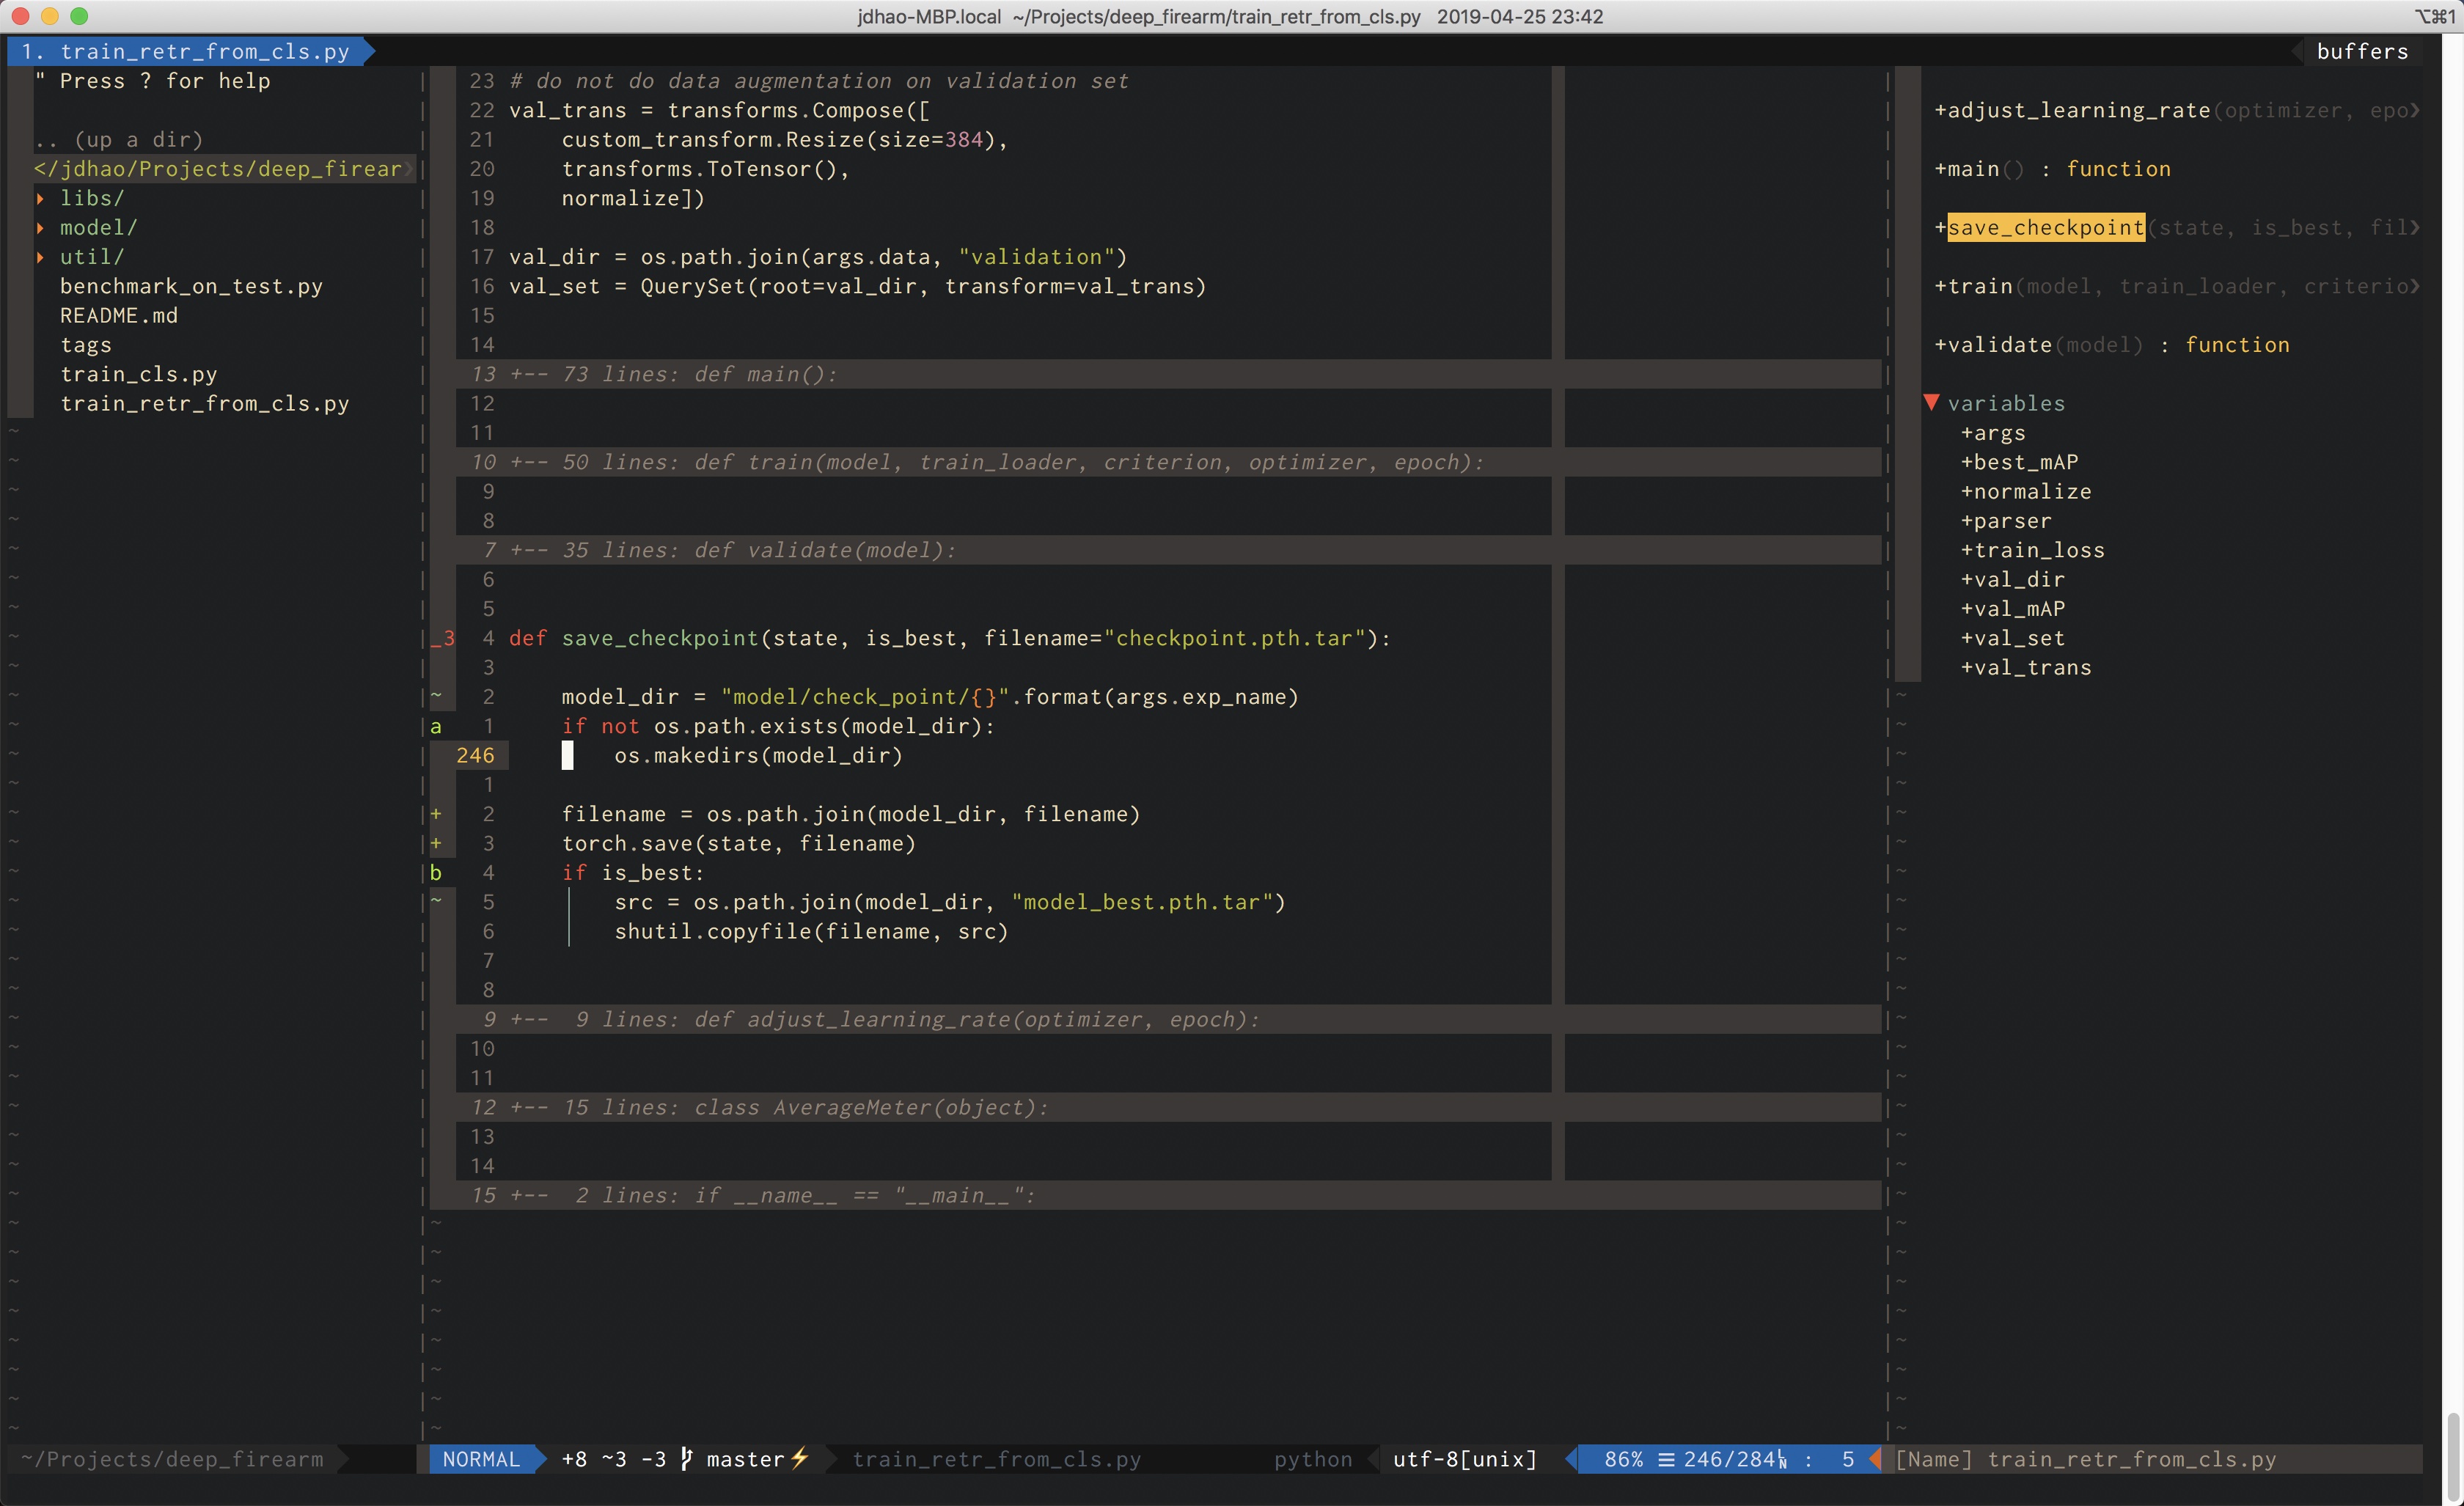 jdhao-MBP.local ~/Projects/deep_firearm/train_retr_from_cls.py 2019-04-25 23:42
⌥⌘1
1. train_retr_from_cls.py
buffers
" Press ? for help
.. (up a dir)
</jdhao/Projects/deep_firear›
▸ libs/
▸ model/
▸ util/
benchmark_on_test.py
README.md
tags
train_cls.py
train_retr_from_cls.py
23 # do not do data augmentation on validation set
22 val_trans = transforms.Compose([
21     custom_transform.Resize(size=384),
20     transforms.ToTensor(),
19     normalize])
18
17 val_dir = os.path.join(args.data, "validation")
16 val_set = QuerySet(root=val_dir, transform=val_trans)
15
14
13 +-- 73 lines: def main():
12
11
10 +-- 50 lines: def train(model, train_loader, criterion, optimizer, epoch):
9
8
7 +-- 35 lines: def validate(model):
6
5
_3 4 def save_checkpoint(state, is_best, filename="checkpoint.pth.tar"):
3
~ 2     model_dir = "model/check_point/{}".format(args.exp_name)
a 1     if not os.path.exists(model_dir):
246         os.makedirs(model_dir)
1
+ 2     filename = os.path.join(model_dir, filename)
+ 3     torch.save(state, filename)
b 4     if is_best:
~ 5         src = os.path.join(model_dir, "model_best.pth.tar")
6         shutil.copyfile(filename, src)
7
8
9 +--  9 lines: def adjust_learning_rate(optimizer, epoch):
10
11
12 +-- 15 lines: class AverageMeter(object):
13
14
15 +--  2 lines: if __name__ == "__main__":
+adjust_learning_rate(optimizer, epo›
+main() : function
+save_checkpoint(state, is_best, fil›
+train(model, train_loader, criterio›
+validate(model) : function
▼ variables
+args
+best_mAP
+normalize
+parser
+train_loss
+val_dir
+val_mAP
+val_set
+val_trans
~/Projects/deep_firearm
NORMAL +8 ~3 -3 master⚡ train_retr_from_cls.py python utf-8[unix] 86% ☰ 246/284 : 5
[Name] train_retr_from_cls.py